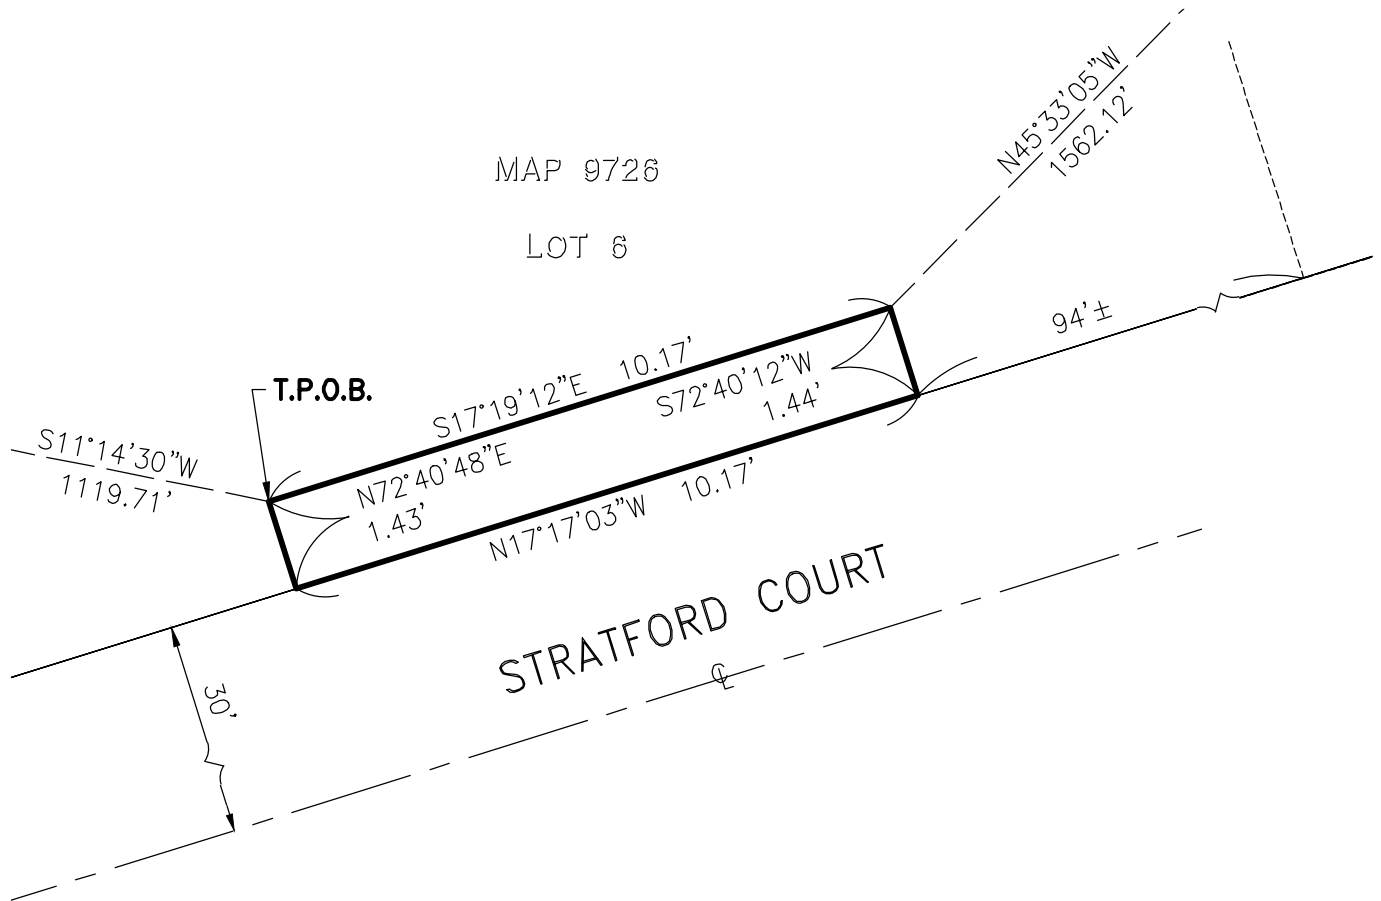 N45°33'05"W
1562.12'
MAP 9726
LOT 6
94'±
T.P.O.B.
S17°19'12"E 10.17'
S72°40'12"W
1.44'
S11°14'30"W
1119.71'
N72°40'48"E
1.43'
N17°17'03"W 10.17'
STRATFORD COURT
℄
30'